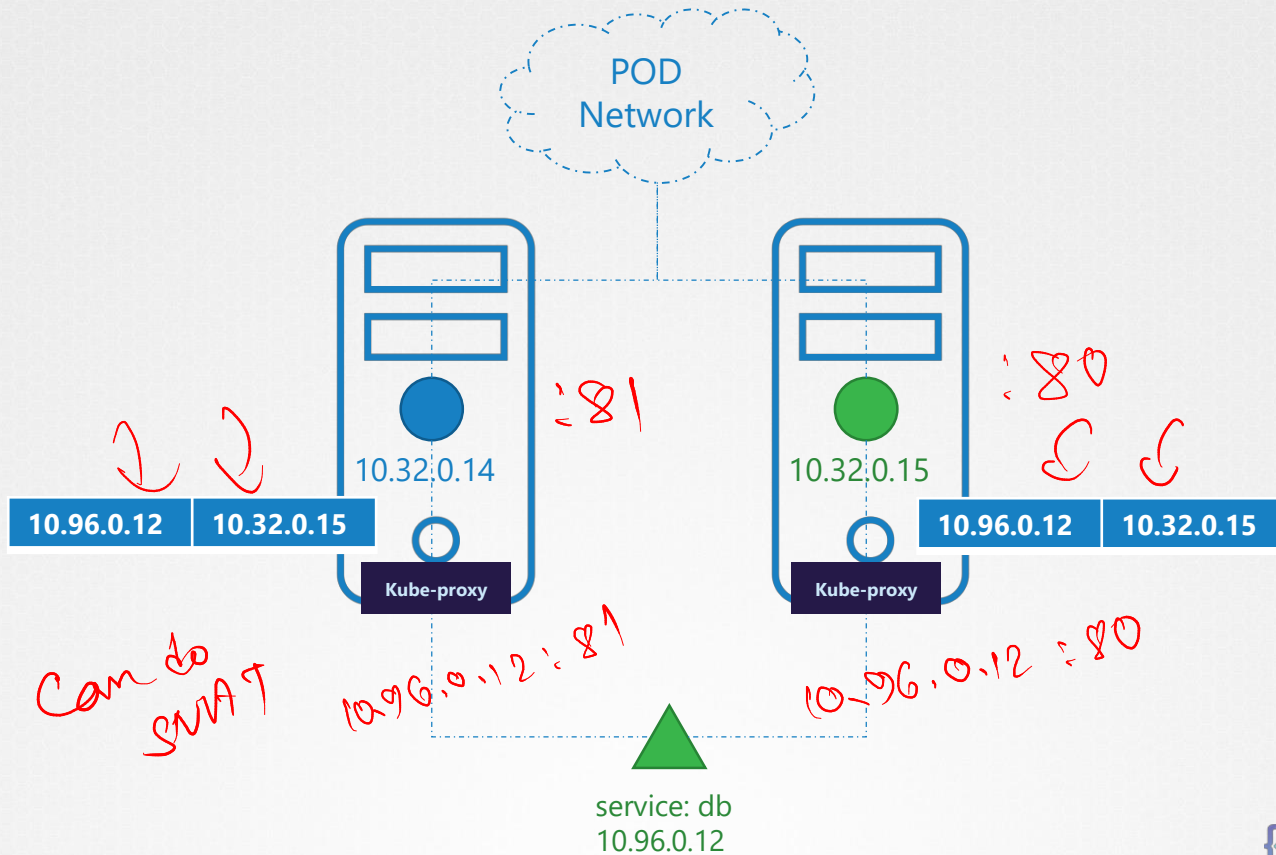 POD
Network
:81
:80
10.32.0.14
10.32.0.15
10.96.0.12 10.32.0.15
10.96.0.12 10.32.0.15
Kube-proxy
Kube-proxy
Can do
SNAT
10.96.0.12:81
10.96.0.12:80
service: db
10.96.0.12
{